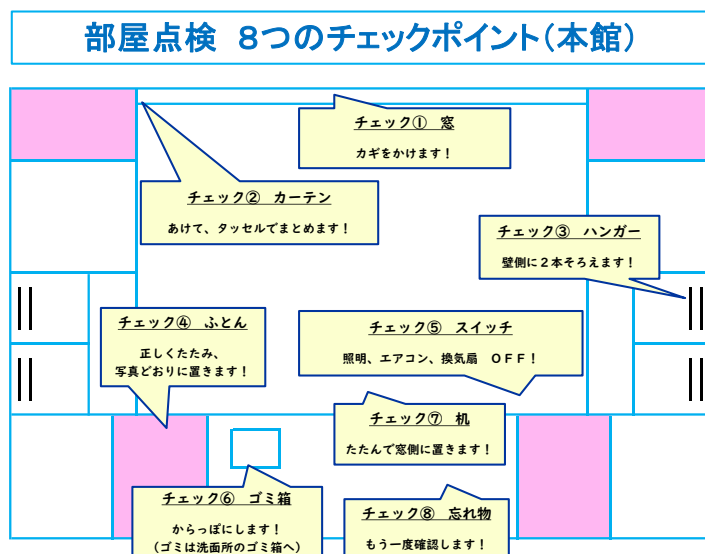 部屋点検 8つのチェックポイント（本館）
チェック① 窓
カギをかけます！
チェック② カーテン
あけて、タッセルでまとめます！
チェック③ ハンガー
壁側に２本そろえます！
チェック④ ふとん
正しくたたみ、
写真どおりに置きます！
チェック⑤ スイッチ
照明、エアコン、換気扇 ＯＦＦ！
チェック⑦ 机
たたんで窓側に置きます！
チェック⑥ ゴミ箱
からっぽにします！
（ゴミは洗面所のゴミ箱へ）
チェック⑧ 忘れ物
もう一度確認します！